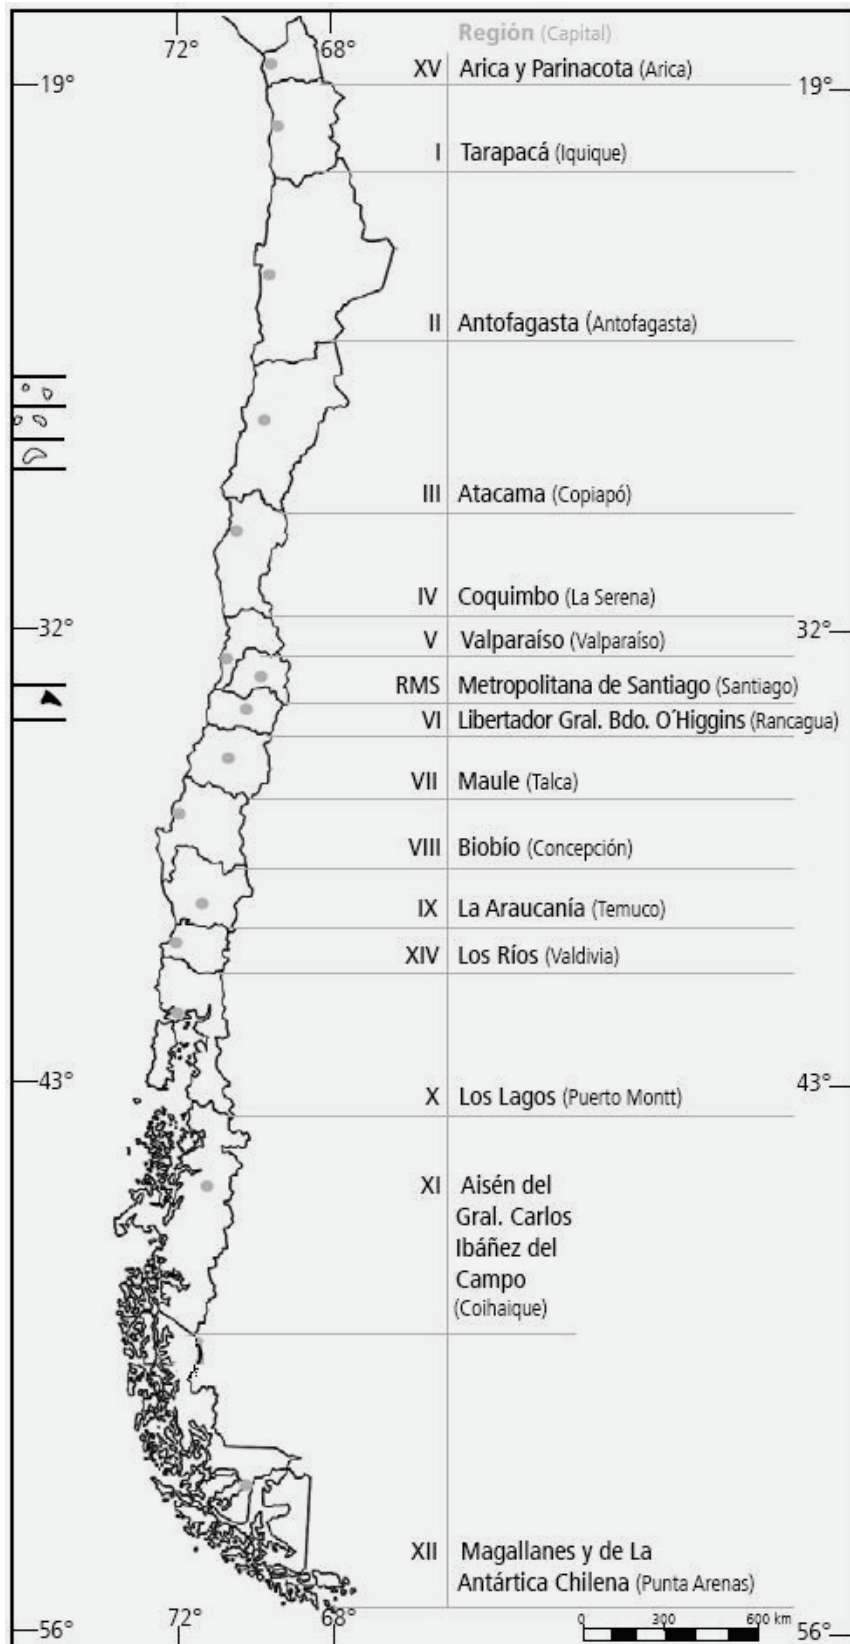 72° 68°
Región (Capital)
XV Arica y Parinacota (Arica)
19° 19°
I Tarapacá (Iquique)
II Antofagasta (Antofagasta)
III Atacama (Copiapó)
IV Coquimbo (La Serena)
32° 32°
V Valparaíso (Valparaíso)
RMS Metropolitana de Santiago (Santiago)
VI Libertador Gral. Bdo. O´Higgins (Rancagua)
VII Maule (Talca)
VIII Biobío (Concepción)
IX La Araucanía (Temuco)
XIV Los Ríos (Valdivia)
43° 43°
X Los Lagos (Puerto Montt)
XI Aisén del
Gral. Carlos
Ibáñez del
Campo
(Coihaique)
XII Magallanes y de La
Antártica Chilena (Punta Arenas)
72° 68°
0 300 600 km
56° 56°